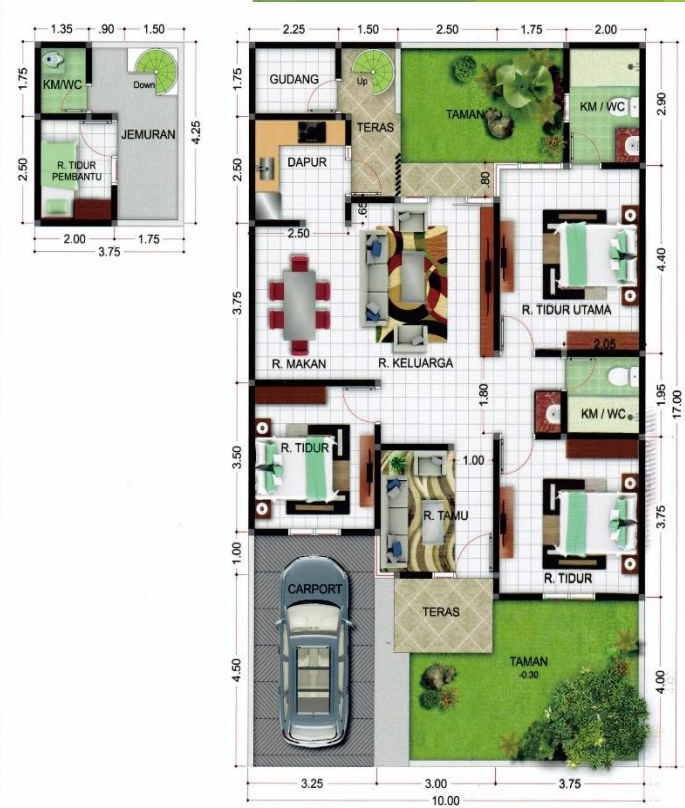 1.35 .90 1.50
1.75
KM/WC
Down
JEMURAN
4.25
2.50
R. TIDUR
PEMBANTU
2.00 1.75
3.75
2.25 1.50 2.50 1.75 2.00
1.75
GUDANG
Up
TERAS
TAMAN
KM / WC
2.90
2.50
DAPUR
.80
.65
2.50
3.75
R. MAKAN
R. KELUARGA
R. TIDUR UTAMA
4.40
2.05
1.80
KM / WC
1.95
17.00
3.50
R. TIDUR
1.00
R. TAMU
R. TIDUR
3.75
1.00
CARPORT
TERAS
TAMAN
-0.30
4.50
4.00
3.25 3.00 3.75
10.00